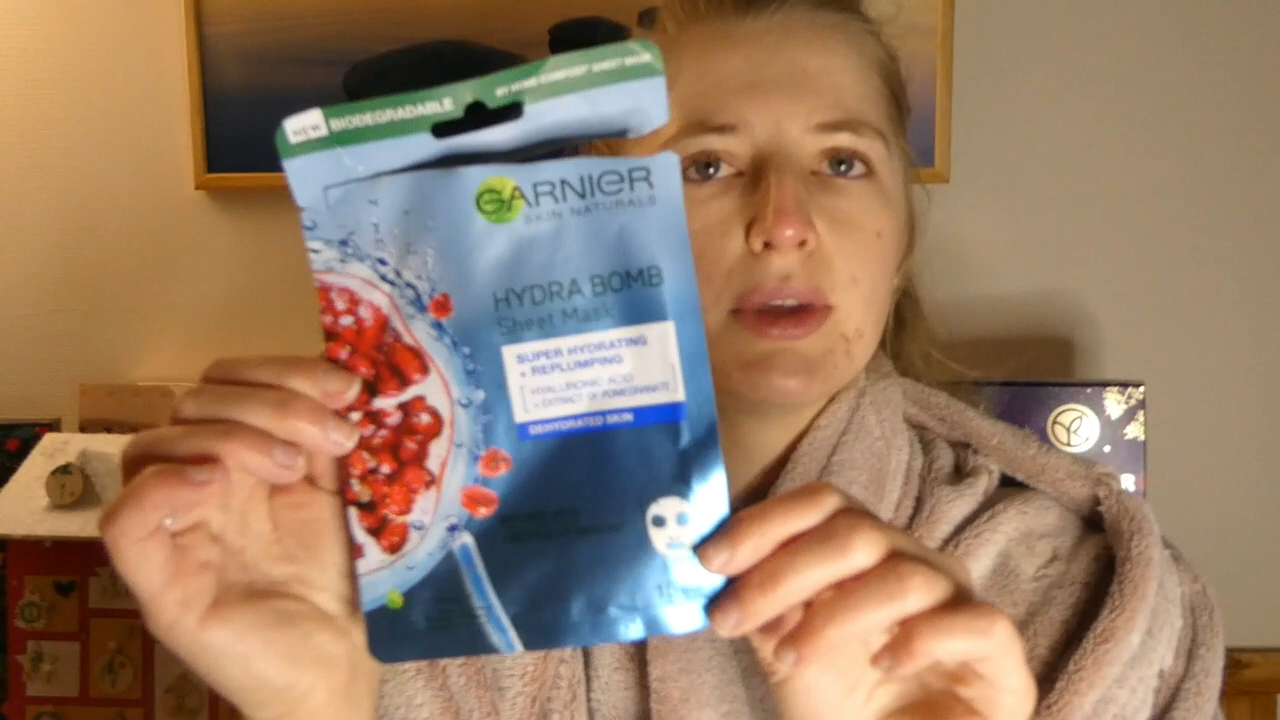 NEW BIODEGRADABLE
GARNIER
SKIN NATURALS
HYDRA BOMB
Sheet Mask
SUPER HYDRATING
+ REPLUMPING
HYALURONIC ACID
+ EXTRACT OF POMEGRANATE
DEHYDRATED SKIN
R